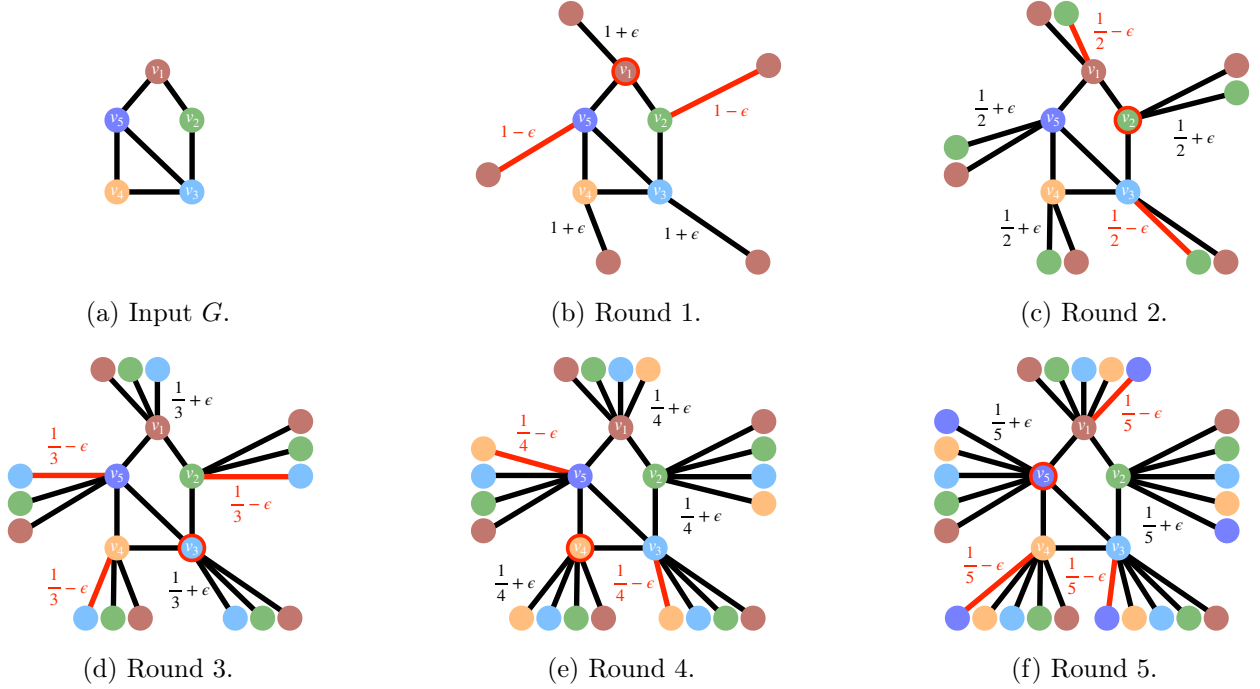 v₁
v₅
v₂
v₄
v₃
(a) Input G.
1 + ϵ
v₁
1 − ϵ
1 − ϵ
v₅
v₂
v₄
v₃
1 + ϵ
1 + ϵ
(b) Round 1.
1/2 − ϵ
v₁
1/2 + ϵ
v₅
v₂
1/2 + ϵ
v₄
v₃
1/2 + ϵ
1/2 − ϵ
(c) Round 2.
1/3 + ϵ
v₁
1/3 − ϵ
v₅
v₂
1/3 − ϵ
v₄
v₃
1/3 − ϵ
1/3 + ϵ
(d) Round 3.
1/4 + ϵ
v₁
1/4 − ϵ
v₅
v₂
1/4 + ϵ
v₄
v₃
1/4 + ϵ
1/4 − ϵ
(e) Round 4.
1/5 + ϵ
1/5 − ϵ
v₁
v₅
v₂
1/5 + ϵ
v₄
v₃
1/5 − ϵ
1/5 − ϵ
(f) Round 5.